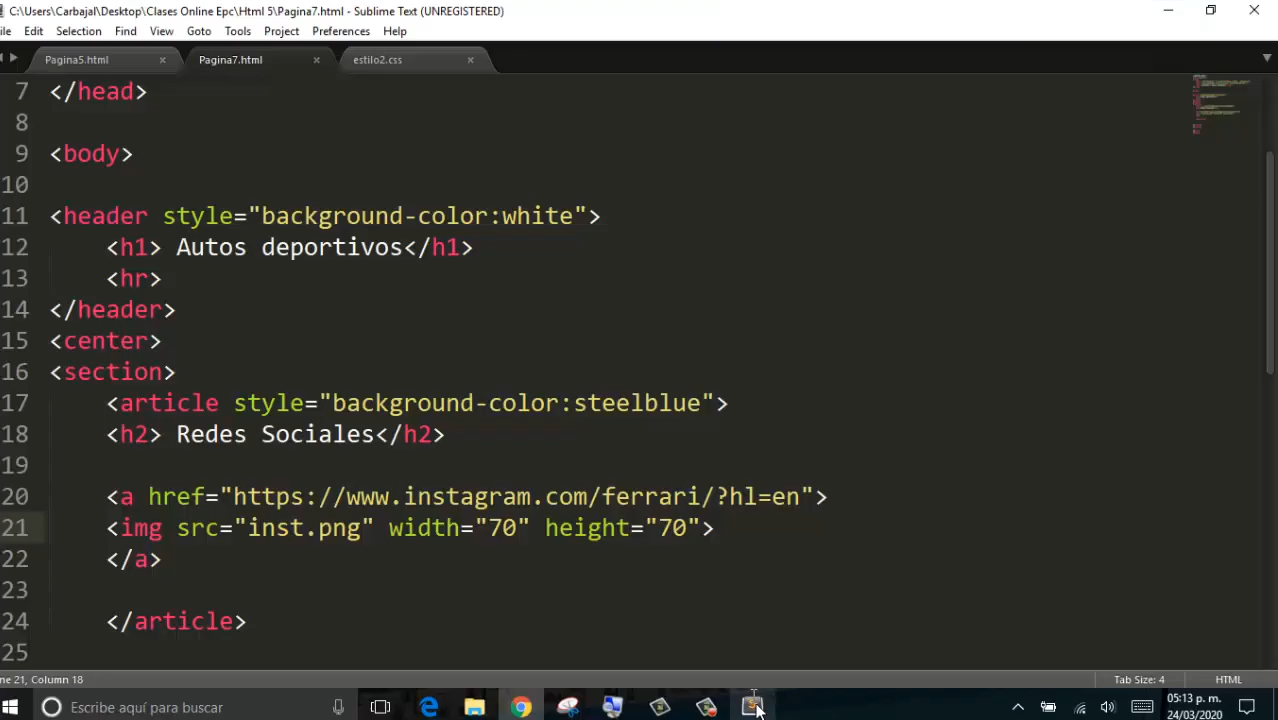 C:\Users\Carbajal\Desktop\Clases Online Epc\Html 5\Pagina7.html - Sublime Text (UNREGISTERED)
ile Edit Selection Find View Goto Tools Project Preferences Help
Pagina5.html × Pagina7.html × estilo2.css ×
7 </head>
8
9 <body>
10
11 <header style="background-color:white">
12 <h1> Autos deportivos</h1>
13 <hr>
14 </header>
15 <center>
16 <section>
17 <article style="background-color:steelblue">
18 <h2> Redes Sociales</h2>
19
20 <a href="https://www.instagram.com/ferrari/?hl=en">
21 <img src="inst.png" width="70" height="70">
22 </a>
23
24 </article>
25
ne 21, Column 18 Tab Size: 4 HTML
Escribe aquí para buscar
05:13 p. m.
24/03/2020